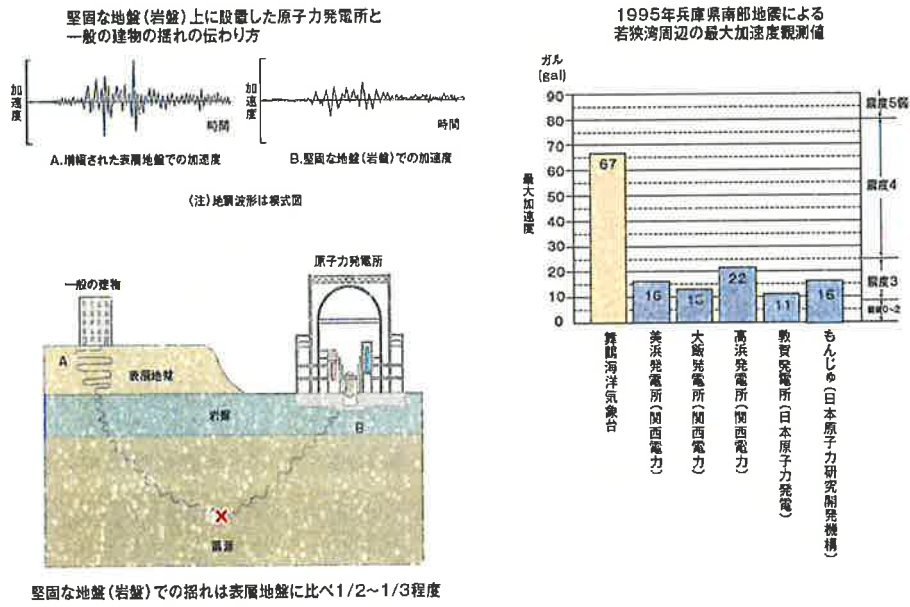 堅固な地盤(岩盤)上に設置した原子力発電所と
一般の建物の揺れの伝わり方
加速度
時間
A.増幅された表層地盤での加速度
加速度
時間
B.堅固な地盤(岩盤)での加速度
(注)地震波形は模式図
一般の建物
原子力発電所
A
表層地盤
岩盤
B
震源
堅固な地盤(岩盤)での揺れは表層地盤に比べ1/2〜1/3程度
1995年兵庫県南部地震による
若狭湾周辺の最大加速度観測値
ガル
(gal)
最大加速度
90
80
70
60
50
40
30
20
10
0
67
16
13
22
11
16
震度5弱
震度4
震度3
震度0〜2
舞鶴海洋気象台
美浜発電所(関西電力)
大飯発電所(関西電力)
高浜発電所(関西電力)
敦賀発電所(日本原子力発電)
もんじゅ(日本原子力研究開発機構)